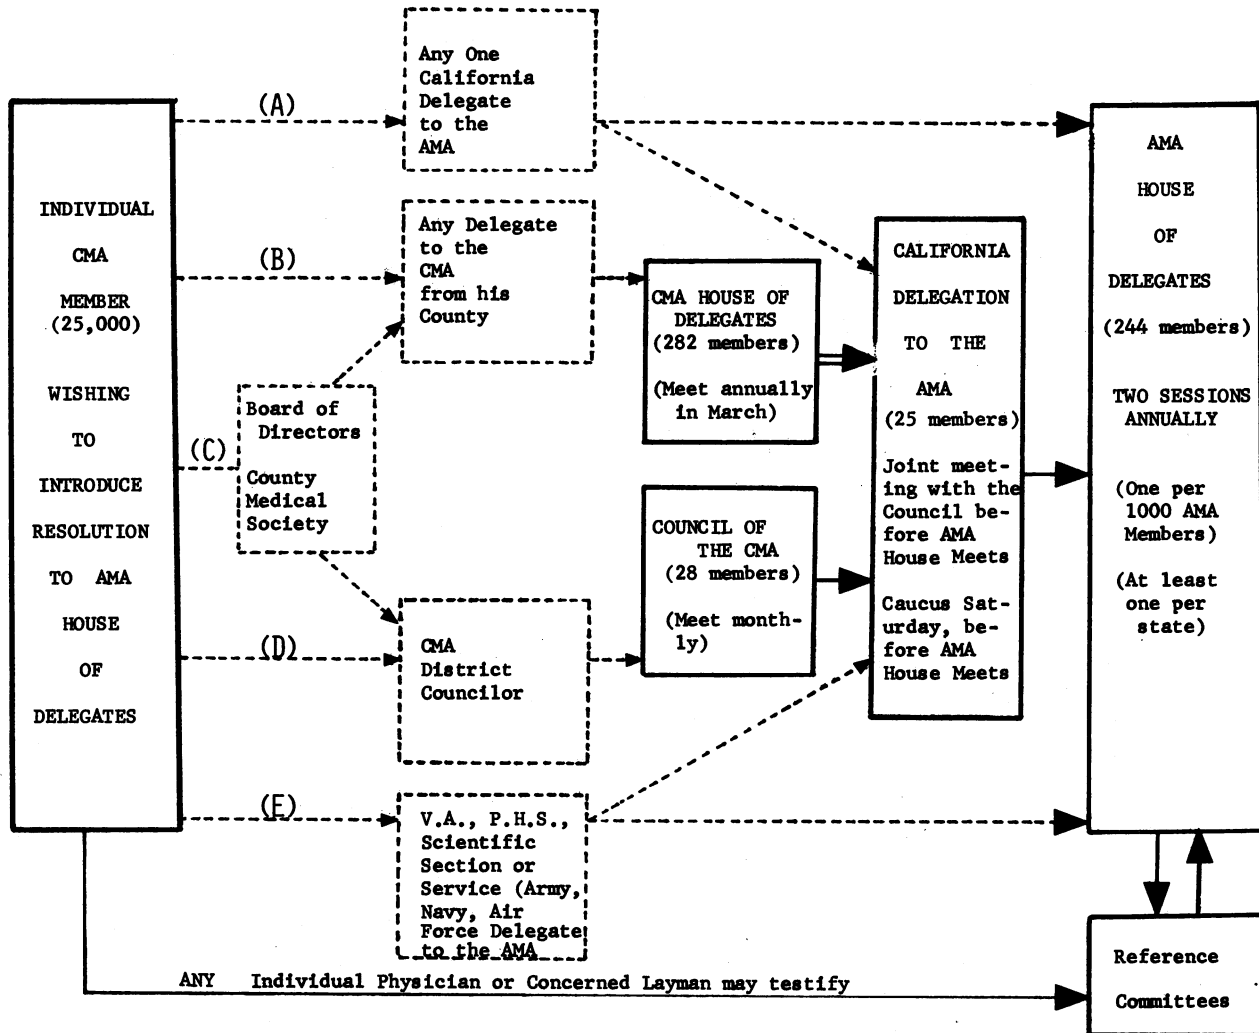 INDIVIDUAL
CMA
MEMBER
(25,000)
WISHING
TO
INTRODUCE
RESOLUTION
TO AMA
HOUSE
OF
DELEGATES
(A)
(B)
(C)
(D)
(E)
Any One
California
Delegate
to the
AMA
Any Delegate
to the
CMA
from his
County
Board of
Directors
County
Medical
Society
CMA
District
Councilor
V.A., P.H.S.,
Scientific
Section or
Service (Army,
Navy, Air
Force Delegate
to the AMA
CMA HOUSE OF
DELEGATES
(282 members)
(Meet annually
in March)
COUNCIL OF
THE CMA
(28 members)
(Meet month-
ly)
CALIFORNIA
DELEGATION
TO THE
AMA
(25 members)
Joint meet-
ing with the
Council be-
fore AMA
House Meets
Caucus Sat-
urday, be-
fore AMA
House Meets
AMA
HOUSE
OF
DELEGATES
(244 members)
TWO SESSIONS
ANNUALLY
(One per
1000 AMA
Members)
(At least
one per
state)
Reference
Committees
ANY Individual Physician or Concerned Layman may testify